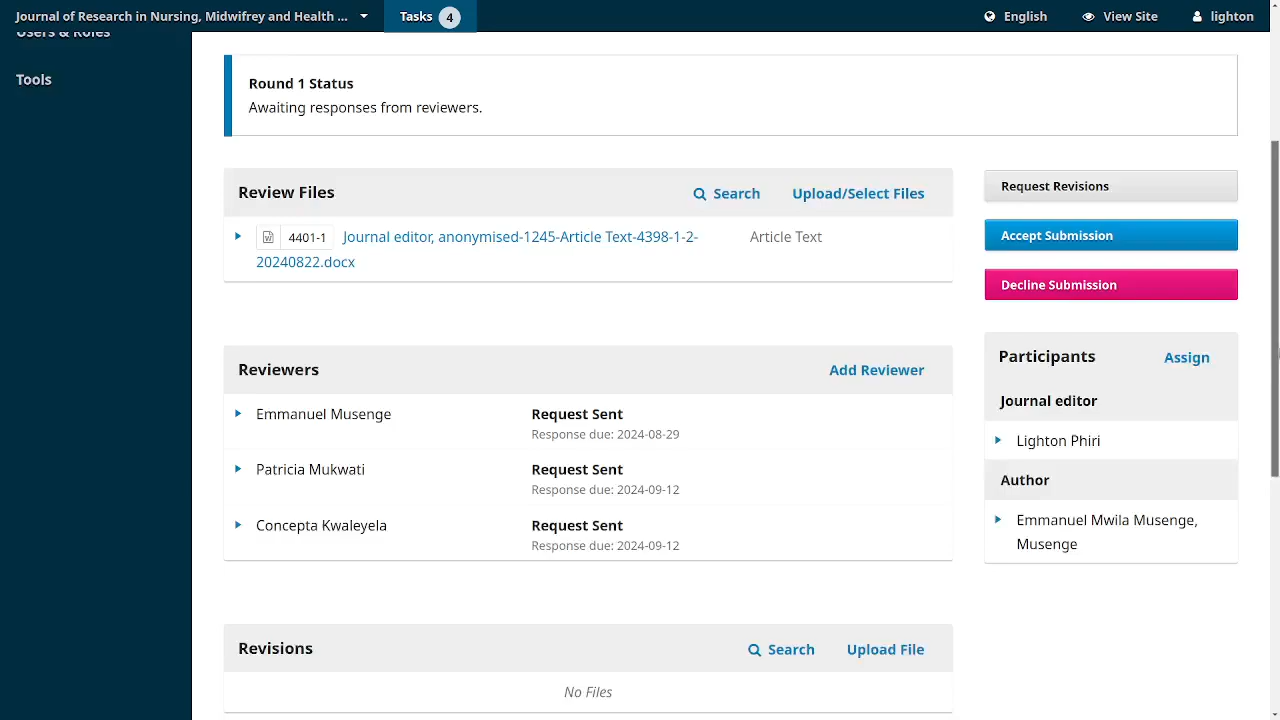 Journal of Research in Nursing, Midwifrey and Health ...
Tasks 4
English
View Site
lighton
Users & Roles
Tools
Round 1 Status
Awaiting responses from reviewers.
Review Files
Search
Upload/Select Files
4401-1 Journal editor, anonymised-1245-Article Text-4398-1-2-
20240822.docx
Article Text
Request Revisions
Accept Submission
Decline Submission
Participants
Assign
Journal editor
Lighton Phiri
Author
Emmanuel Mwila Musenge,
Musenge
Reviewers
Add Reviewer
Emmanuel Musenge
Request Sent
Response due: 2024-08-29
Patricia Mukwati
Request Sent
Response due: 2024-09-12
Concepta Kwaleyela
Request Sent
Response due: 2024-09-12
Revisions
Search
Upload File
No Files